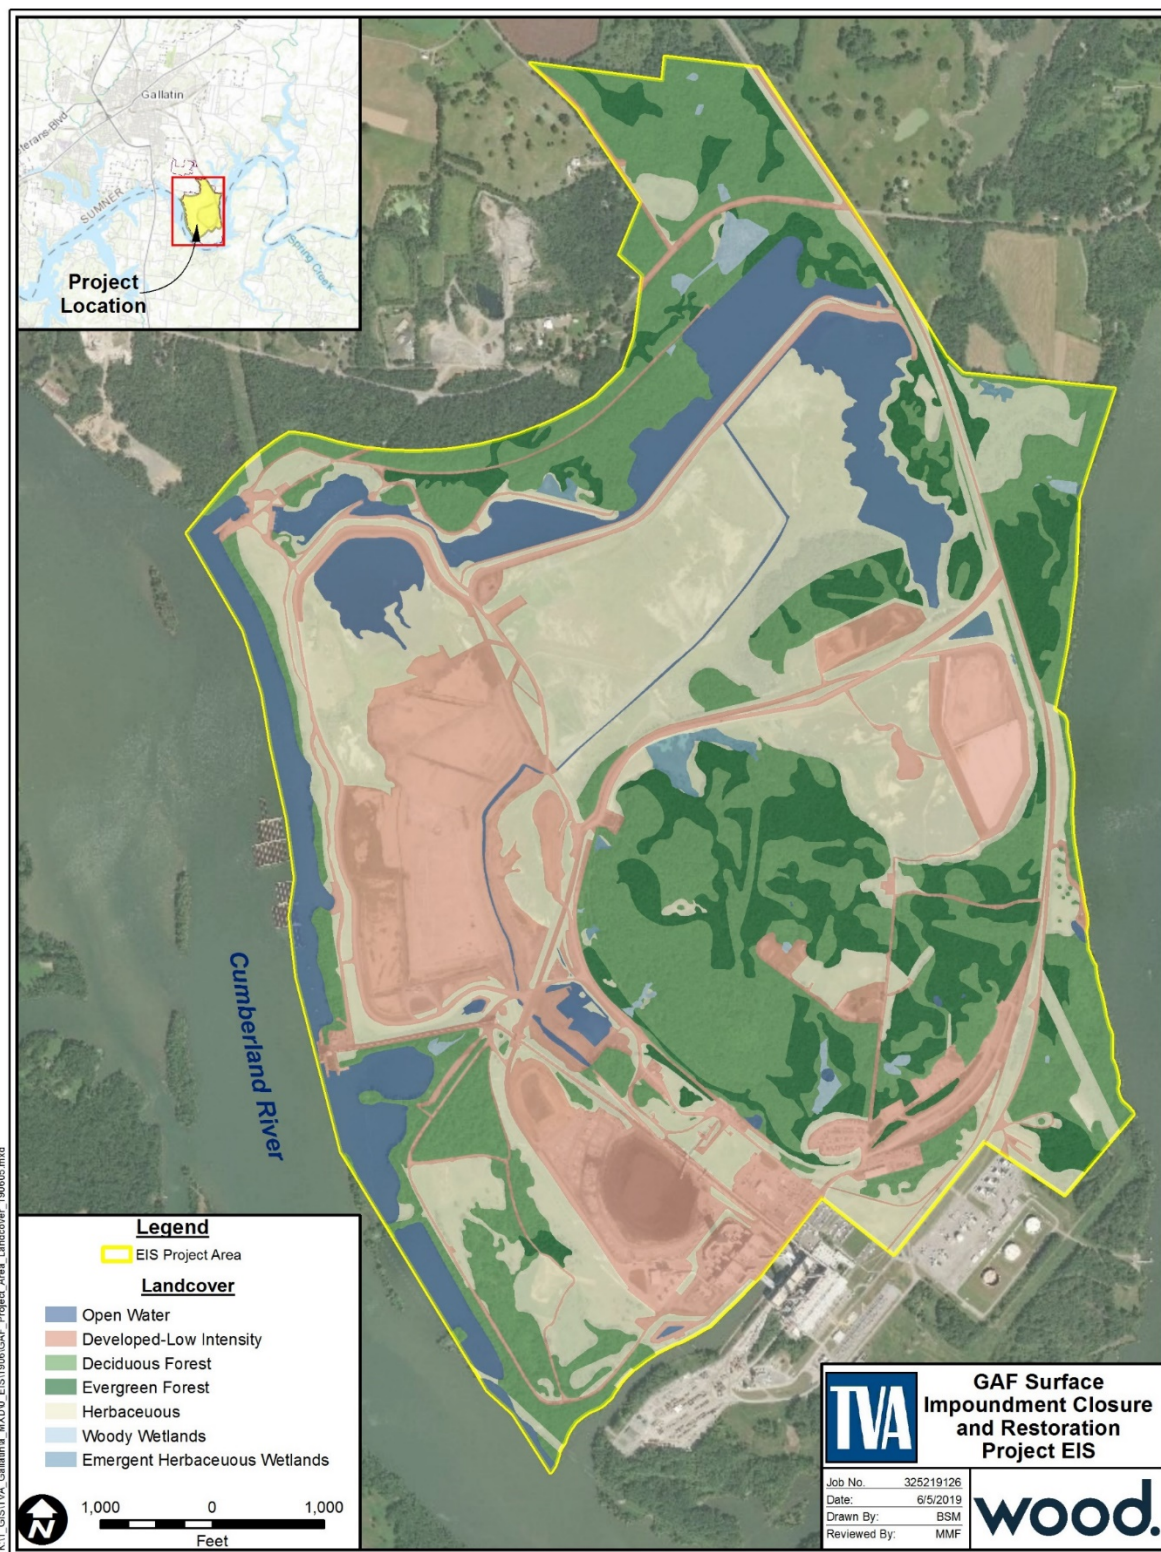 Gallatin
terans-Blvd
SUMNER
Spring Creek
Project
Location
Cumberland River
Legend
EIS Project Area
Landcover
Open Water
Developed-Low Intensity
Deciduous Forest
Evergreen Forest
Herbaceuous
Woody Wetlands
Emergent Herbaceuous Wetlands
N
1,000 0 1,000
Feet
TVA
GAF Surface
Impoundment Closure
and Restoration
Project EIS
Job No. 325219126
Date: 6/5/2019
Drawn By: BSM
Reviewed By: MMF
wood.